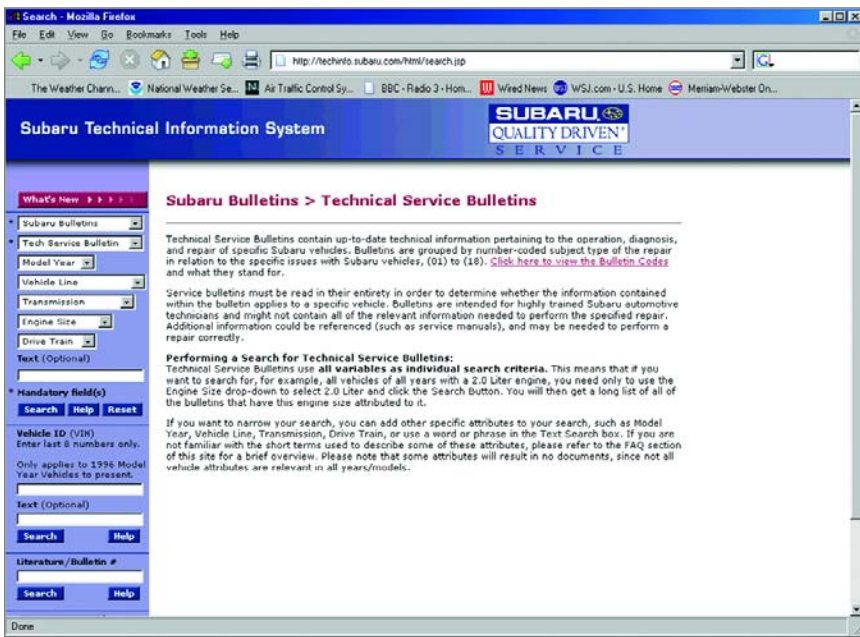 Search - Mozilla Firefox
File Edit View Go Bookmarks Tools Help
http://techinfo.subaru.com/html/search.jsp
The Weather Chann... National Weather Se... Air Traffic Control Sy... BBC - Radio 3 - Hom... Wired News WSJ.com - U.S. Home Merriam-Webster On...
Subaru Technical Information System
SUBARU
QUALITY DRIVEN
SERVICE
What's New
* Subaru Bulletins
* Tech Service Bulletin
Model Year
Vehicle Line
Transmission
Engine Size
Drive Train
Text (Optional)
* Mandatory field(s)
Search Help Reset
Vehicle ID (VIN)
Enter last 8 numbers only.
Only applies to 1996 Model
Year Vehicles to present.
Text (Optional)
Search Help
Literature/Bulletin #
Search Help
Subaru Bulletins > Technical Service Bulletins
Technical Service Bulletins contain up-to-date technical information pertaining to the operation, diagnosis,
and repair of specific Subaru vehicles. Bulletins are grouped by number-coded subject type of the repair
in relation to the specific issues with Subaru vehicles, (01) to (18). Click here to view the Bulletin Codes
and what they stand for.
Service bulletins must be read in their entirety in order to determine whether the information contained
within the bulletin applies to a specific vehicle. Bulletins are intended for highly trained Subaru automotive
technicians and might not contain all of the relevant information needed to perform the specified repair.
Additional information could be referenced (such as service manuals), and may be needed to perform a
repair correctly.
Performing a Search for Technical Service Bulletins:
Technical Service Bulletins use all variables as individual search criteria. This means that if you
want to search for, for example, all vehicles of all years with a 2.0 Liter engine, you need only to use the
Engine Size drop-down to select 2.0 Liter and click the Search Button. You will then get a long list of all of
the bulletins that have this engine size attributed to it.
If you want to narrow your search, you can add other specific attributes to your search, such as Model
Year, Vehicle Line, Transmission, Drive Train, or use a word or phrase in the Text Search box. If you are
not familiar with the short terms used to describe some of these attributes, please refer to the FAQ section
of this site for a brief overview. Please note that some attributes will result in no documents, since not all
vehicle attributes are relevant in all years/models.
Done